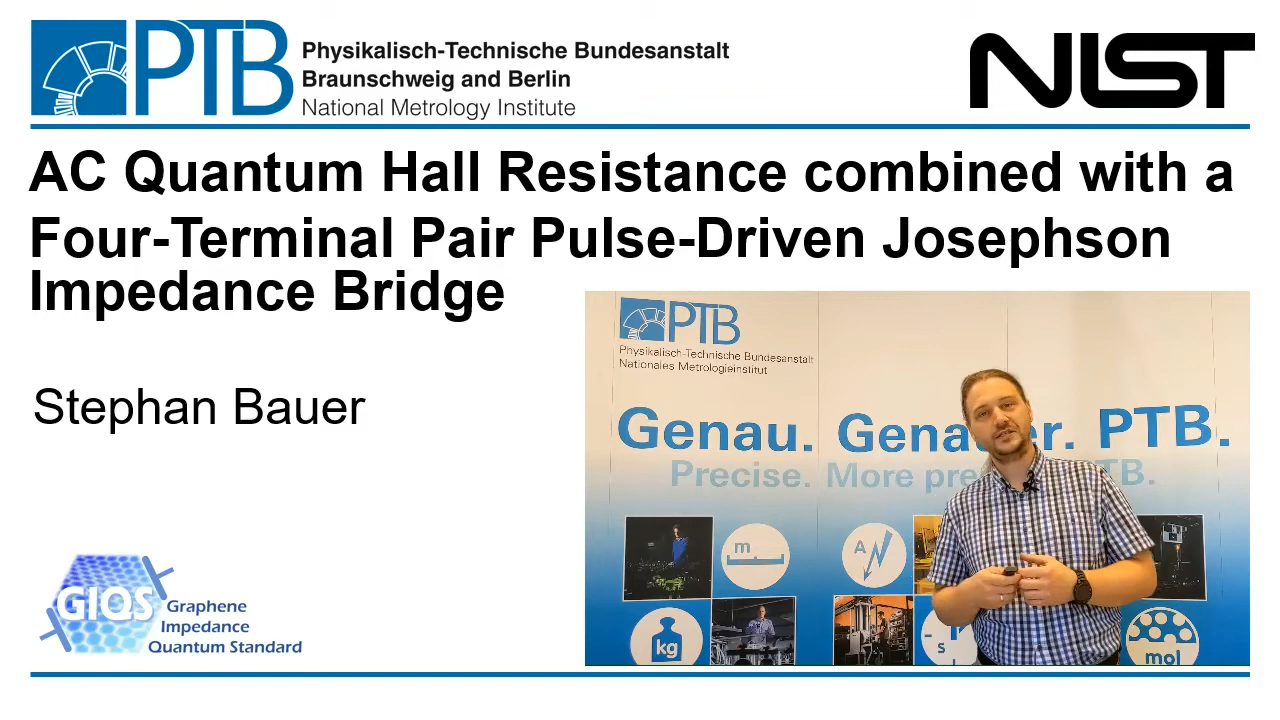 PTB
Physikalisch-Technische Bundesanstalt
Braunschweig and Berlin
National Metrology Institute
NIST
AC Quantum Hall Resistance combined with a
Four-Terminal Pair Pulse-Driven Josephson
Impedance Bridge
Stephan Bauer
PTB
Physikalisch-Technische Bundesanstalt
Nationales Metrologieinstitut
Genau. Genauer. PTB.
Precise. More pre TB.
m
A
kg
s
mol
GIQS
Graphene
Impedance
Quantum Standard